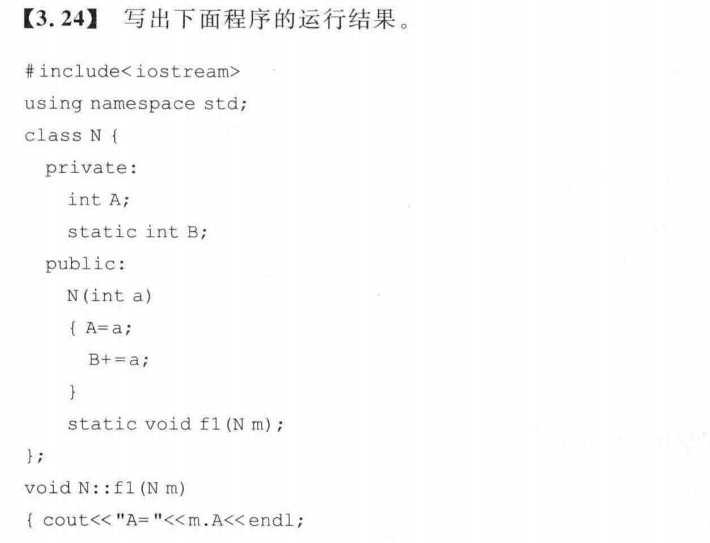 【3.24】 写出下面程序的运行结果。
#include<iostream>
using namespace std;
class N {
private:
int A;
static int B;
public:
N(int a)
{ A=a;
B+=a;
}
static void f1(N m);
};
void N::f1(N m)
{ cout<<"A="<<m.A<<endl;